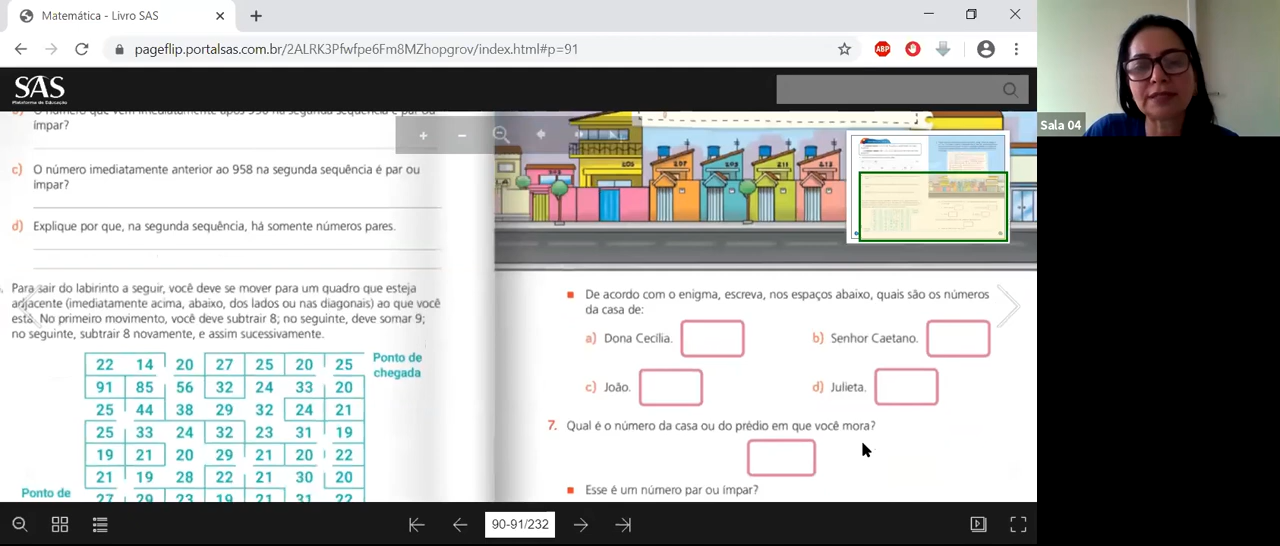 Matemática - Livro SAS
pageflip.portalsas.com.br/2ALRK3Pfwfpe6Fm8MZhopgrov/index.html#p=91
ABP
SAS
Plataforma de Educação
Sala 04
ímpar?
c) O número imediatamente anterior ao 958 na segunda sequência é par ou
ímpar?
d) Explique por que, na segunda sequência, há somente números pares.
Para sair do labirinto a seguir, você deve se mover para um quadro que esteja
adjacente (imediatamente acima, abaixo, dos lados ou nas diagonais) ao que você
está. No primeiro movimento, você deve subtrair 8; no seguinte, deve somar 9;
no seguinte, subtrair 8 novamente, e assim sucessivamente.
22 14 20 27 25 20 25
Ponto de
chegada
91 85 56 32 24 33 20
25 44 38 29 32 24 21
25 33 24 32 23 31 19
19 21 20 29 21 20 22
21 19 28 22 21 30 20
Ponto de
27 29 23 19 21 31 22
205 207 209 211 213
De acordo com o enigma, escreva, nos espaços abaixo, quais são os números
da casa de:
a) Dona Cecília.
b) Senhor Caetano.
c) João.
d) Julieta.
7. Qual é o número da casa ou do prédio em que você mora?
Esse é um número par ou ímpar?
90-91/232